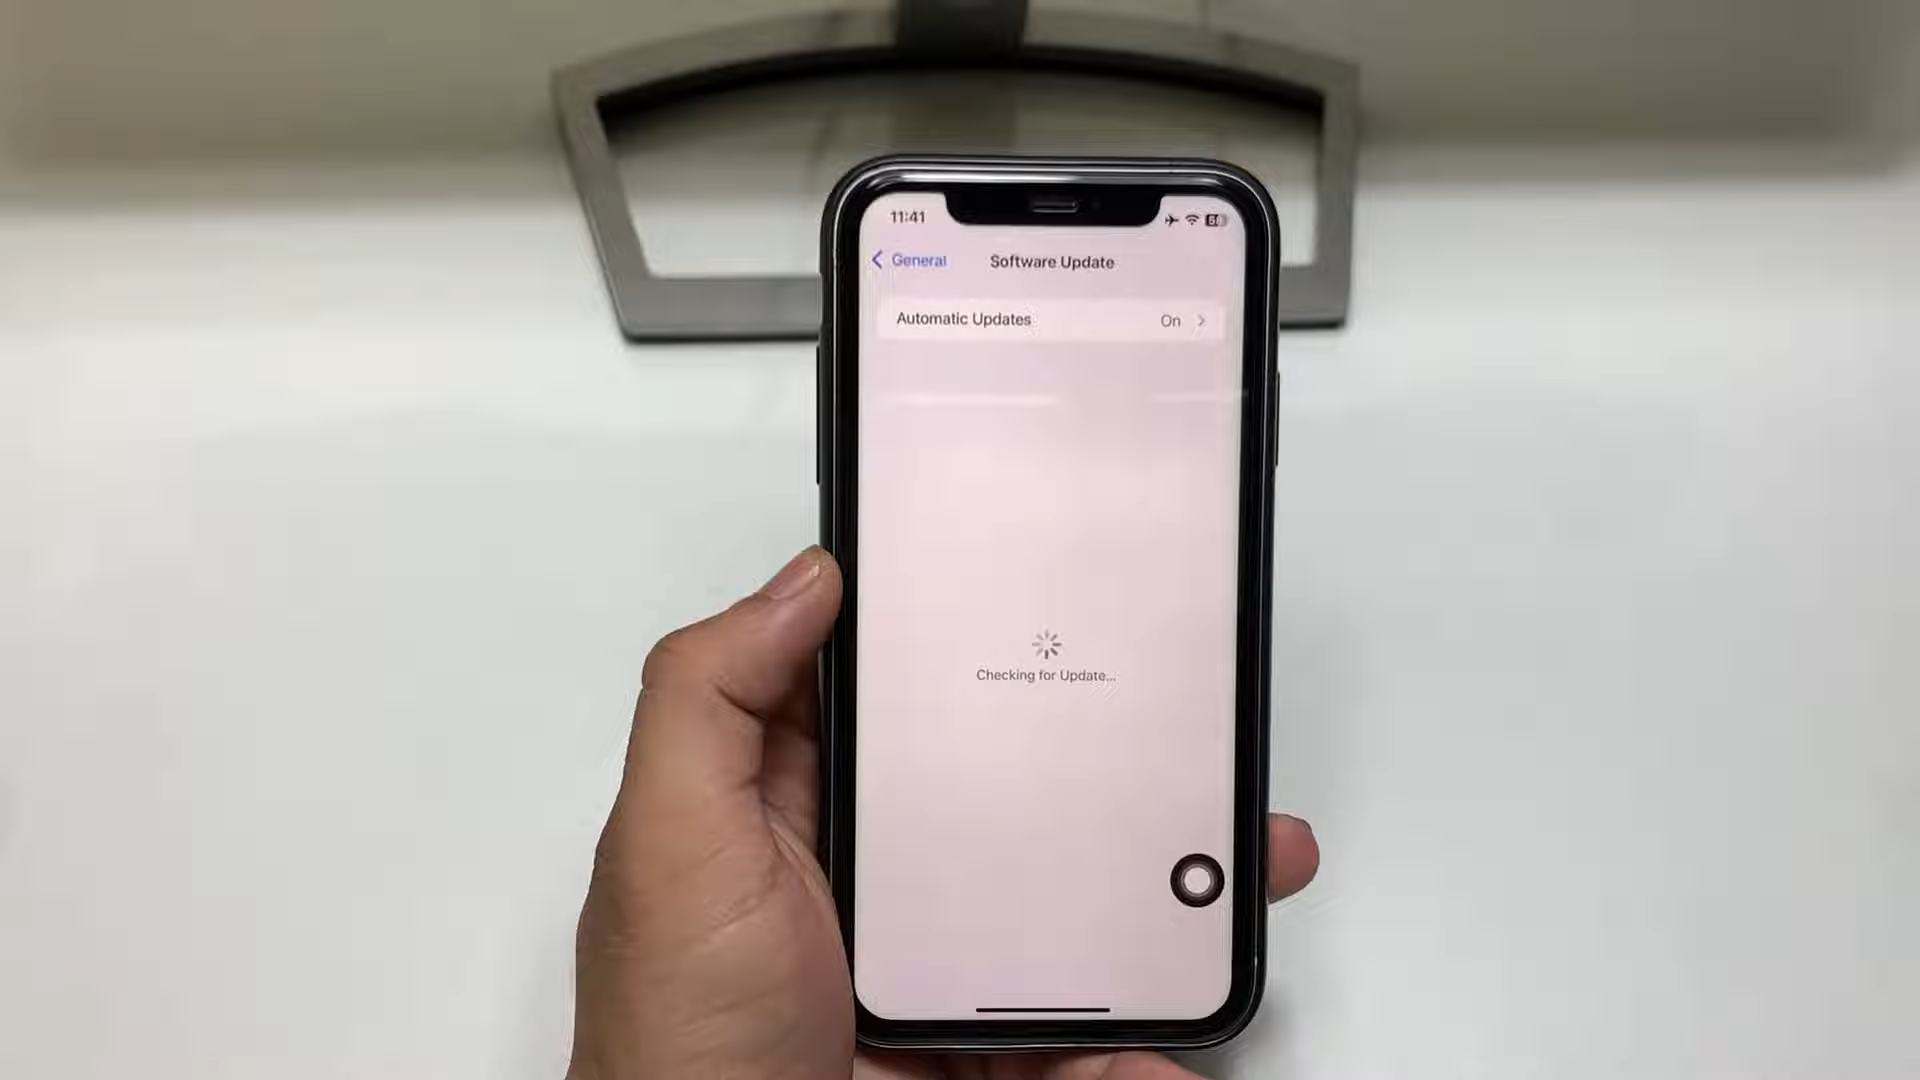 11:41
General
Software Update
Automatic Updates
On
Checking for Update...